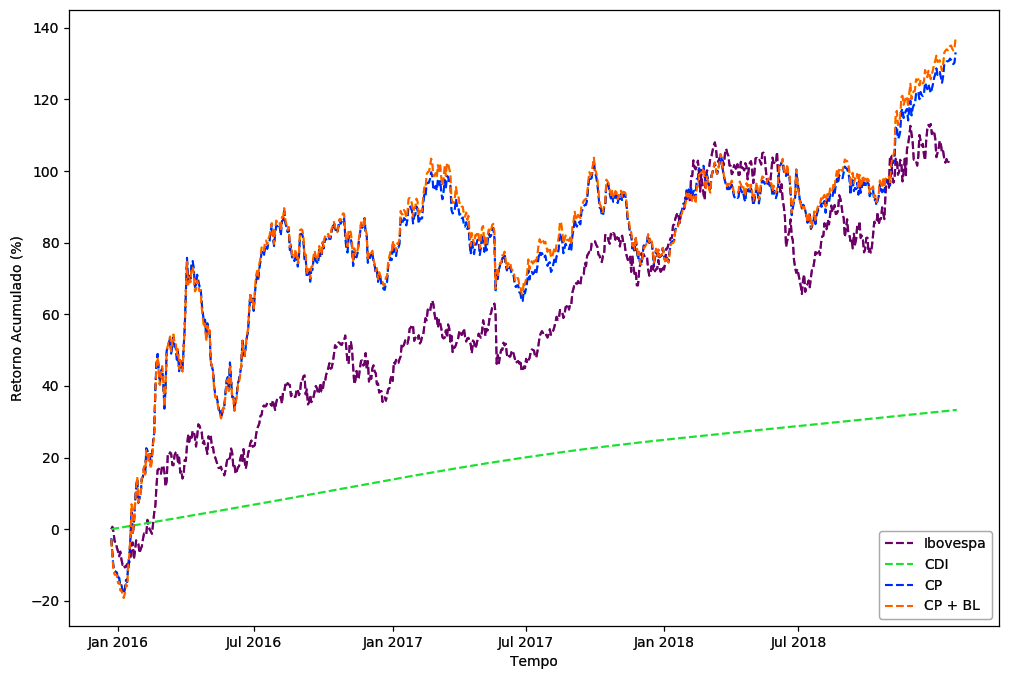 140
120
100
80
60
40
20
0
−20
Retorno Acumulado (%)
Jan 2016
Jul 2016
Jan 2017
Jul 2017
Jan 2018
Jul 2018
Tempo
Ibovespa
CDI
CP
CP + BL